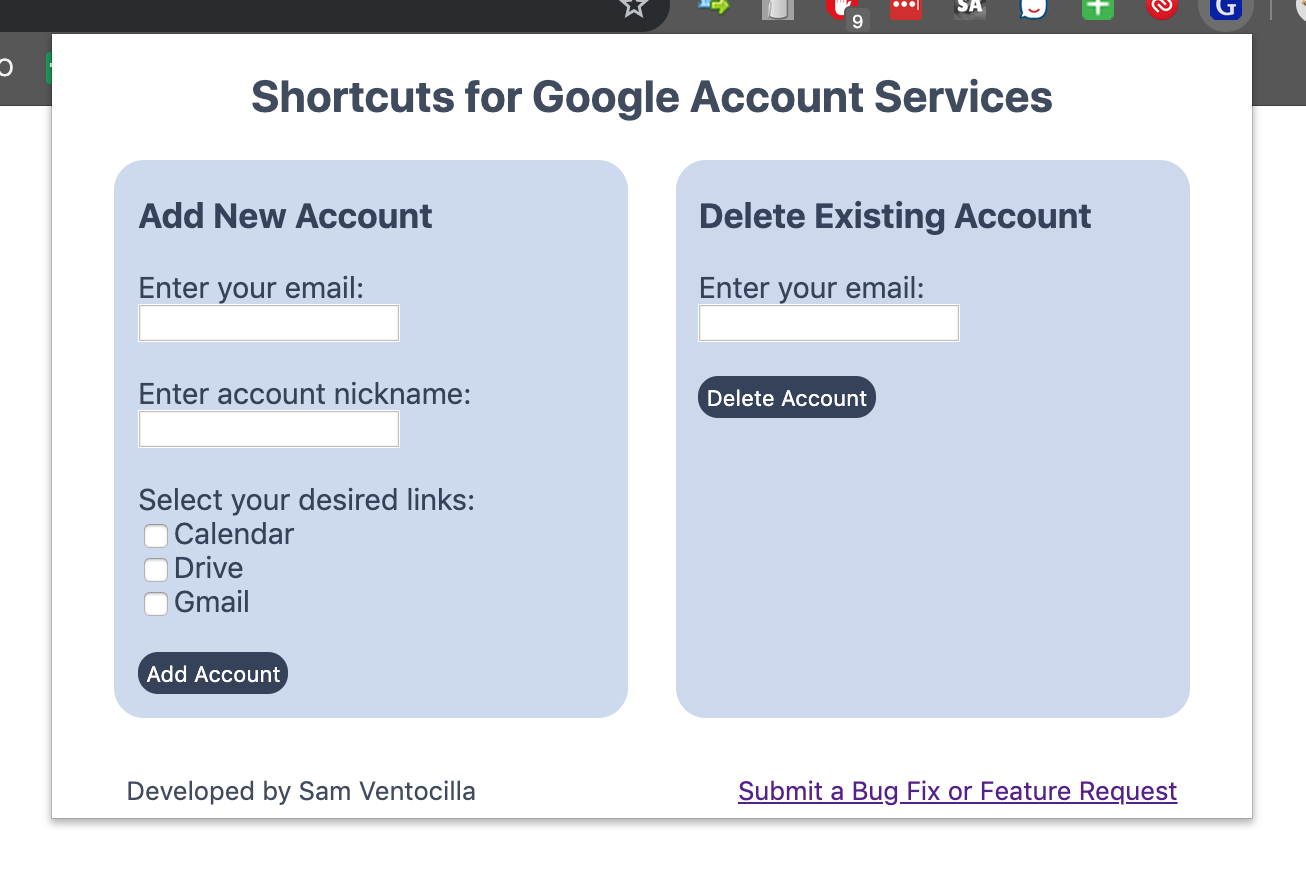 9
SA
G
Shortcuts for Google Account Services
Add New Account
Enter your email:
Enter account nickname:
Select your desired links:
Calendar
Drive
Gmail
Add Account
Delete Existing Account
Enter your email:
Delete Account
Developed by Sam Ventocilla
Submit a Bug Fix or Feature Request